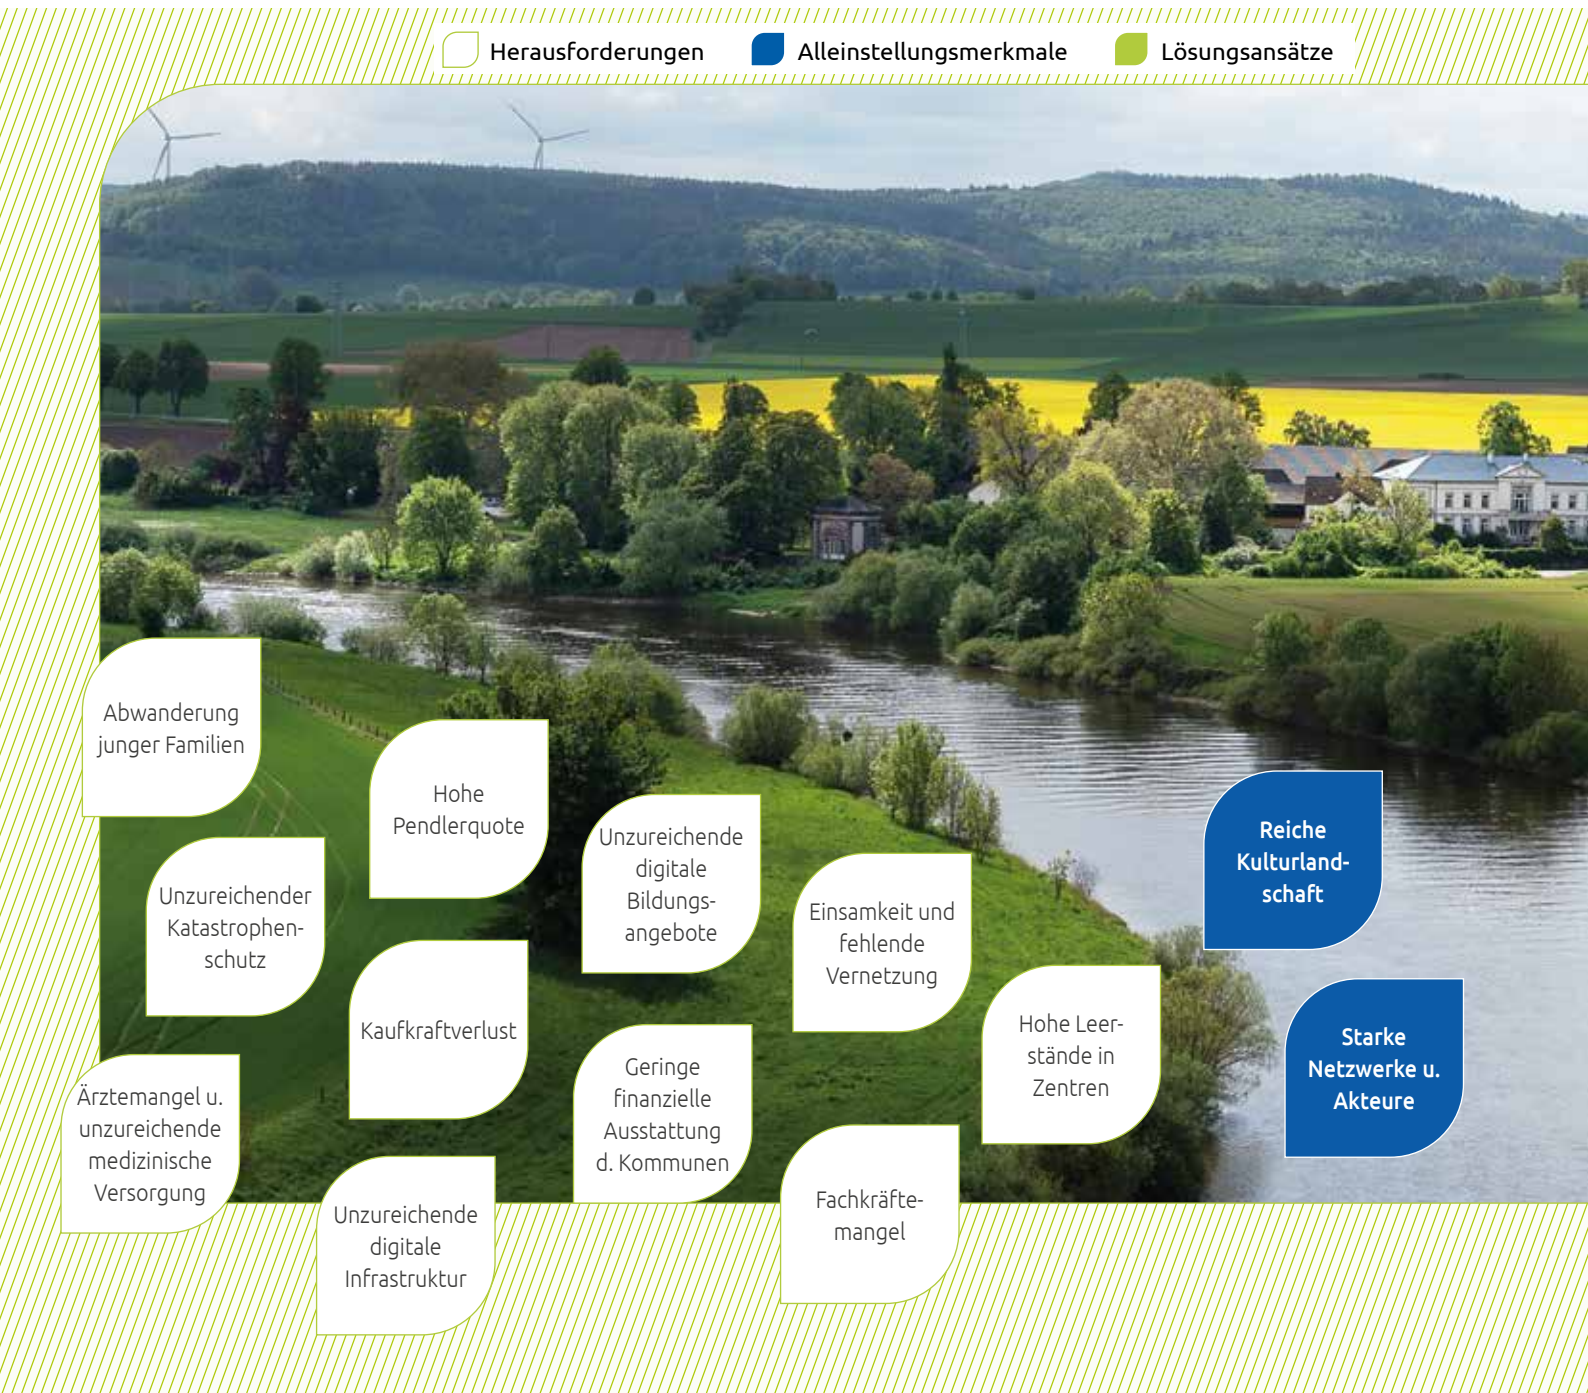 Herausforderungen
Alleinstellungsmerkmale
Lösungsansätze
Abwanderung
junger Familien
Hohe
Pendlerquote
Unzureichende
digitale
Bildungs-
angebote
Reiche
Kulturland-
schaft
Unzureichender
Katastrophen-
schutz
Einsamkeit und
fehlende
Vernetzung
Kaufkraftverlust
Hohe Leer-
stände in
Zentren
Starke
Netzwerke u.
Akteure
Ärztemangel u.
unzureichende
medizinische
Versorgung
Geringe
finanzielle
Ausstattung
d. Kommunen
Fachkräfte-
mangel
Unzureichende
digitale
Infrastruktur